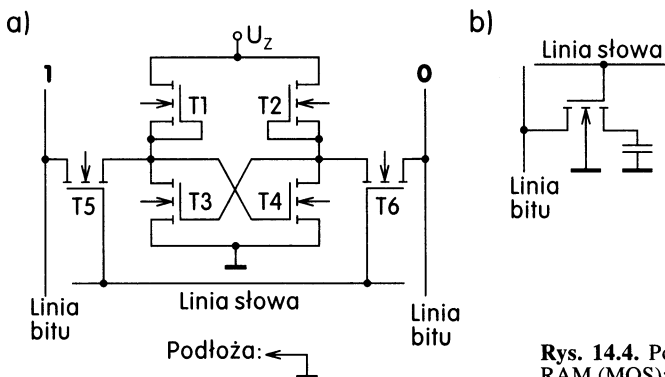 a)
U_Z
1
0
T1
T2
T3
T4
T5
T6
Linia
bitu
Linia słowa
Linia
bitu
Podłoża:
b)
Linia słowa
Linia
bitu
Rys. 14.4.
RAM (MOS):